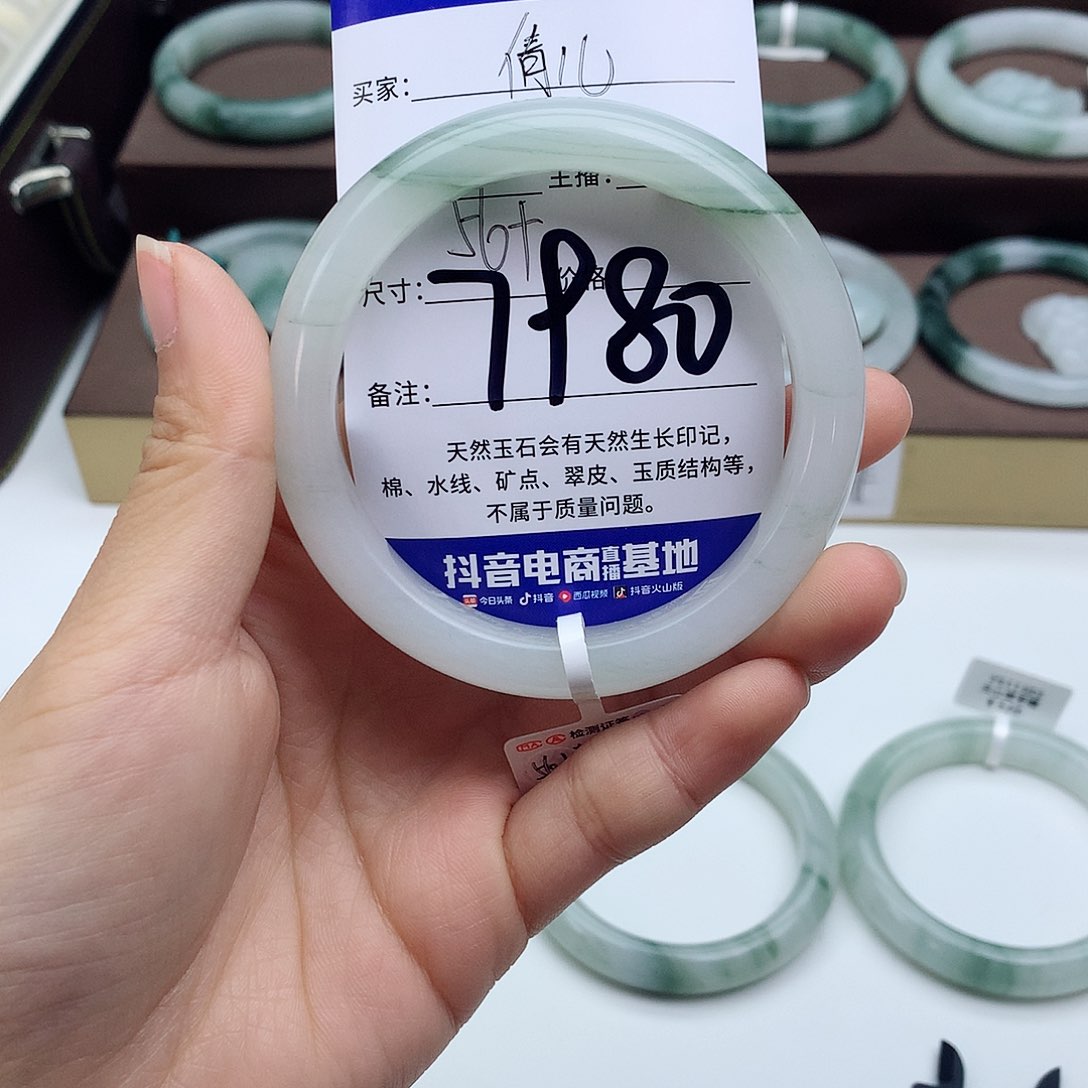 买家：倩儿
主播：
56+
尺寸： 价格
7980
备注：
天然玉石会有天然生长印记，
棉、水线、矿点、翠皮、玉质结构等，
不属于质量问题。
抖音电商直播基地
头条 今日头条 抖音 西瓜视频 抖音火山版
检测证